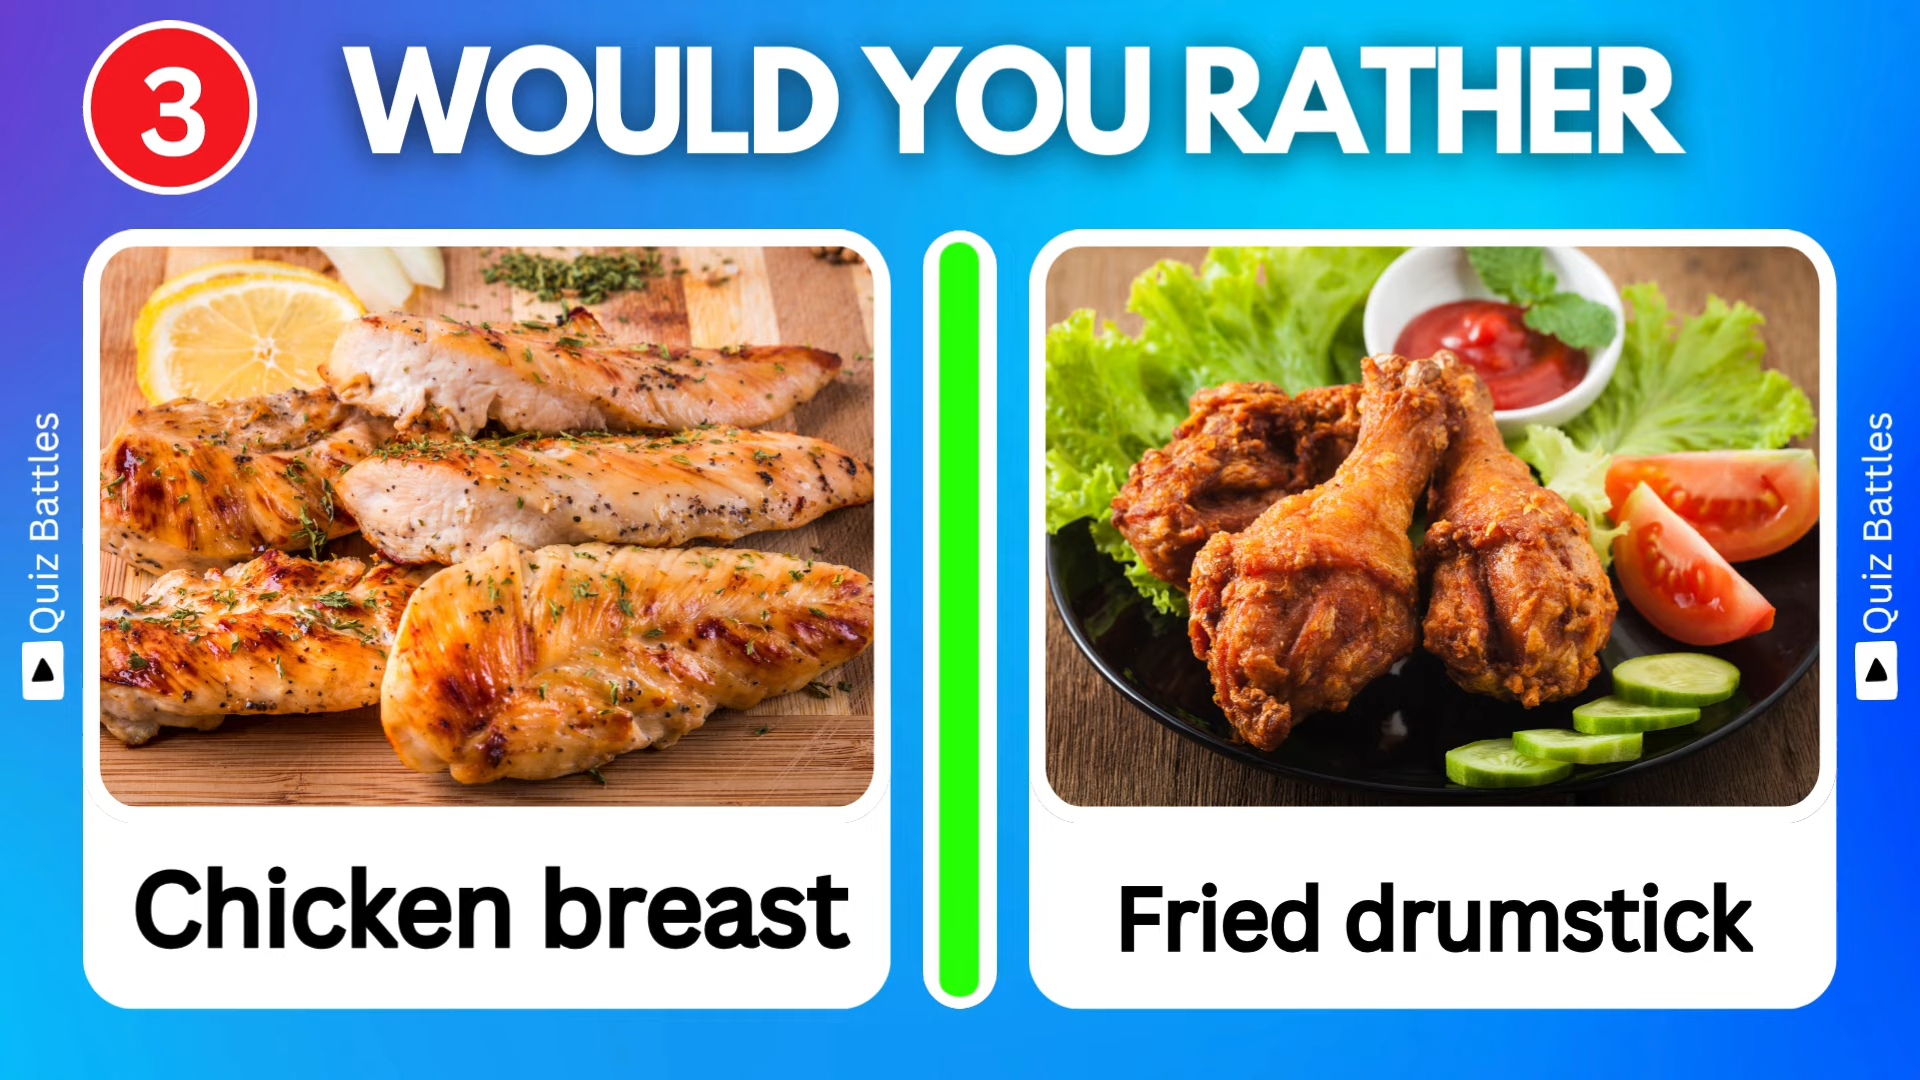 3
WOULD YOU RATHER
Quiz Battles
Quiz Battles
Chicken breast
Fried drumstick